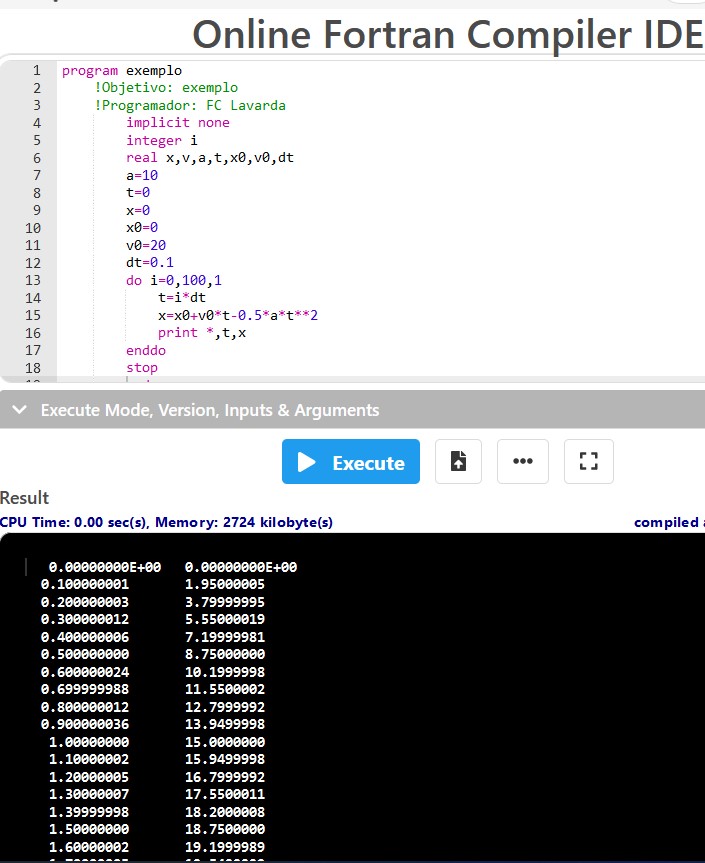 Online Fortran Compiler IDE
1 program exemplo
2 !Objetivo: exemplo
3 !Programador: FC Lavarda
4 implicit none
5 integer i
6 real x,v,a,t,x0,v0,dt
7 a=10
8 t=0
9 x=0
10 x0=0
11 v0=20
12 dt=0.1
13 do i=0,100,1
14 t=i*dt
15 x=x0+v0*t-0.5*a*t**2
16 print *,t,x
17 enddo
18 stop
Execute Mode, Version, Inputs & Arguments
Execute
Result
CPU Time: 0.00 sec(s), Memory: 2724 kilobyte(s) compiled
0.00000000E+00 0.00000000E+00
0.100000001 1.95000005
0.200000003 3.79999995
0.300000012 5.55000019
0.400000006 7.19999981
0.500000000 8.75000000
0.600000024 10.1999998
0.699999988 11.5500002
0.800000012 12.7999992
0.900000036 13.9499998
1.00000000 15.0000000
1.10000002 15.9499998
1.20000005 16.7999992
1.30000007 17.5500011
1.39999998 18.2000008
1.50000000 18.7500000
1.60000002 19.1999989